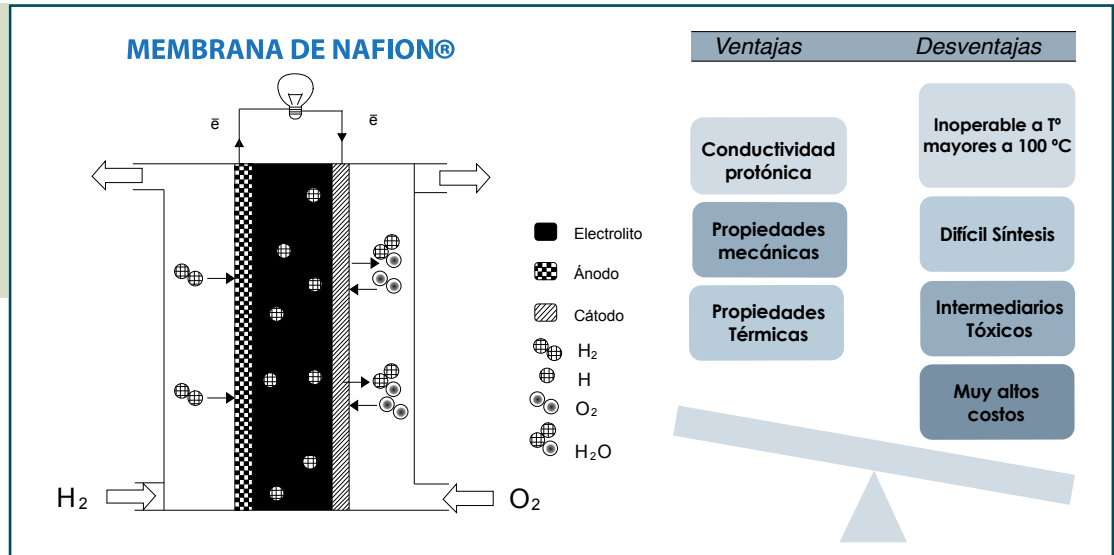 MEMBRANA DE NAFION®
ē
ē
H₂
O₂
Electrolito
Ánodo
Cátodo
H₂
H
O₂
H₂O
Ventajas
Desventajas
Conductividad
protónica
Propiedades
mecánicas
Propiedades
Térmicas
Inoperable a Tº
mayores a 100 ºC
Difícil Síntesis
Intermediarios
Tóxicos
Muy altos
costos